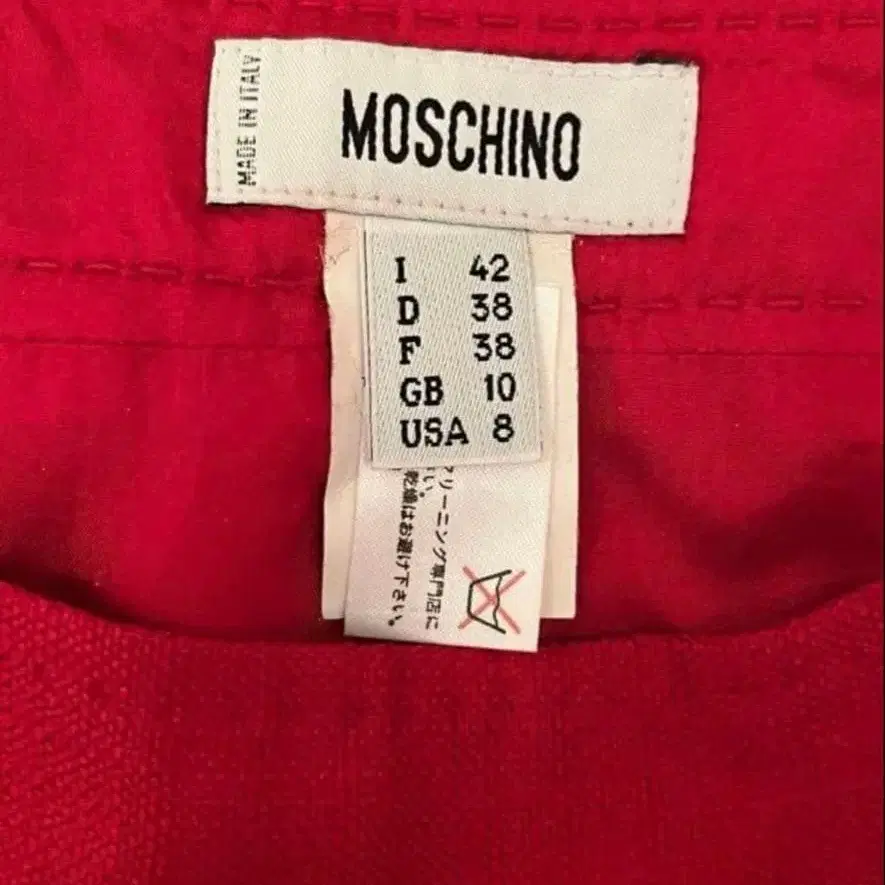 MADE IN ITALY
MOSCHINO
I 42
D 38
F 38
GB 10
USA 8
クリーニング専門店に
い。
乾燥はお避け下さい。